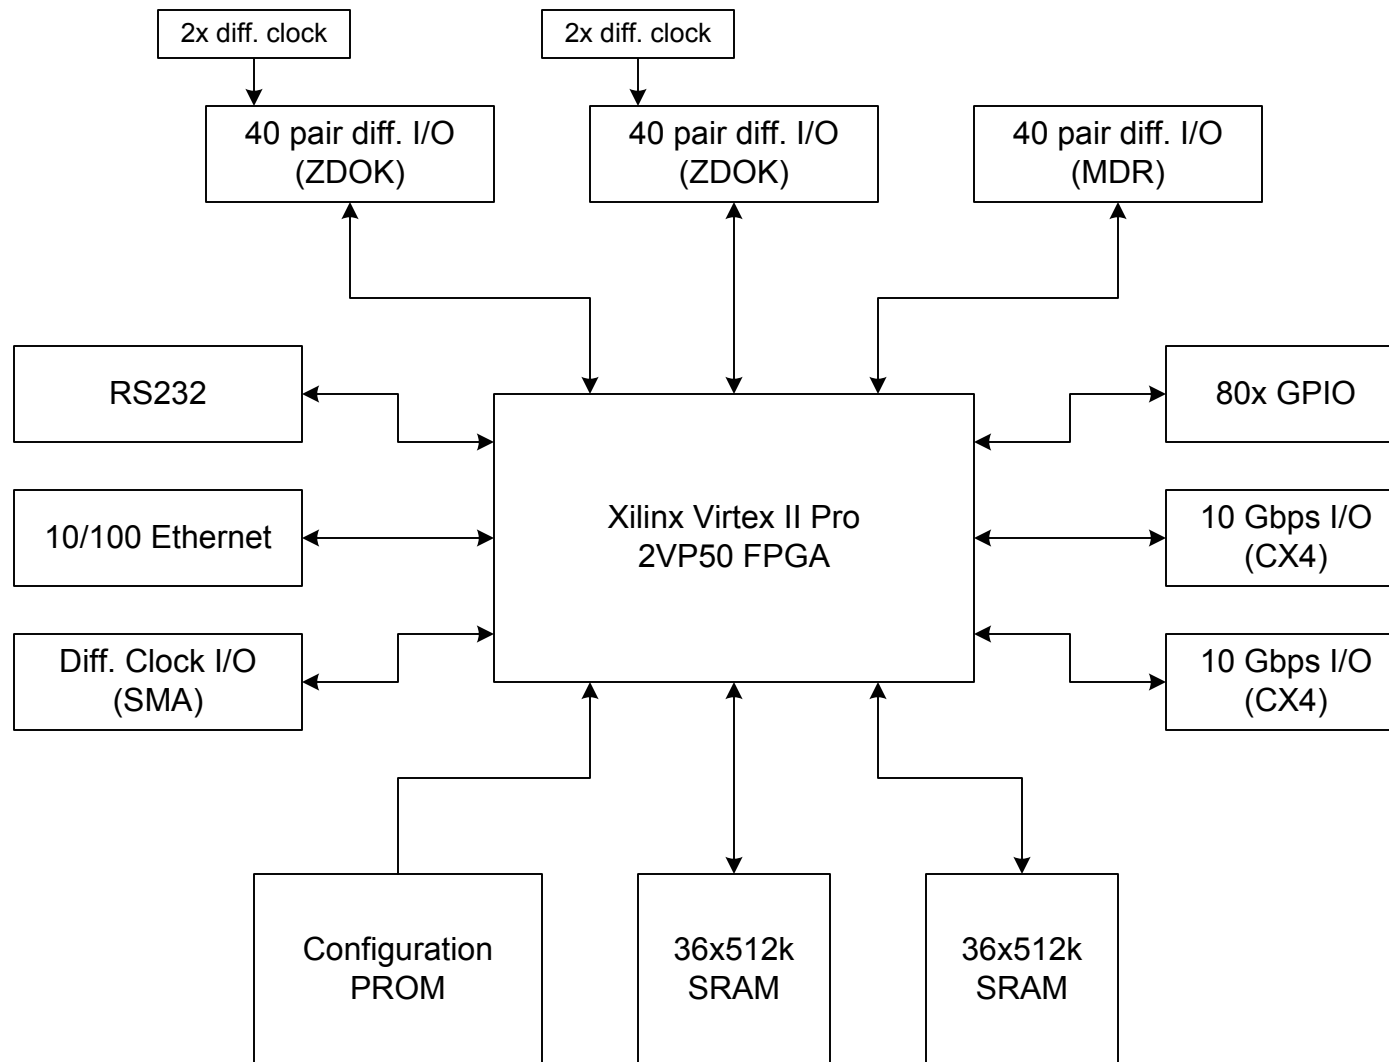 2x diff. clock
2x diff. clock
40 pair diff. I/O
(ZDOK)
40 pair diff. I/O
(ZDOK)
40 pair diff. I/O
(MDR)
RS232
80x GPIO
Xilinx Virtex II Pro
2VP50 FPGA
10/100 Ethernet
10 Gbps I/O
(CX4)
Diff. Clock I/O
(SMA)
10 Gbps I/O
(CX4)
Configuration
PROM
36x512k
SRAM
36x512k
SRAM